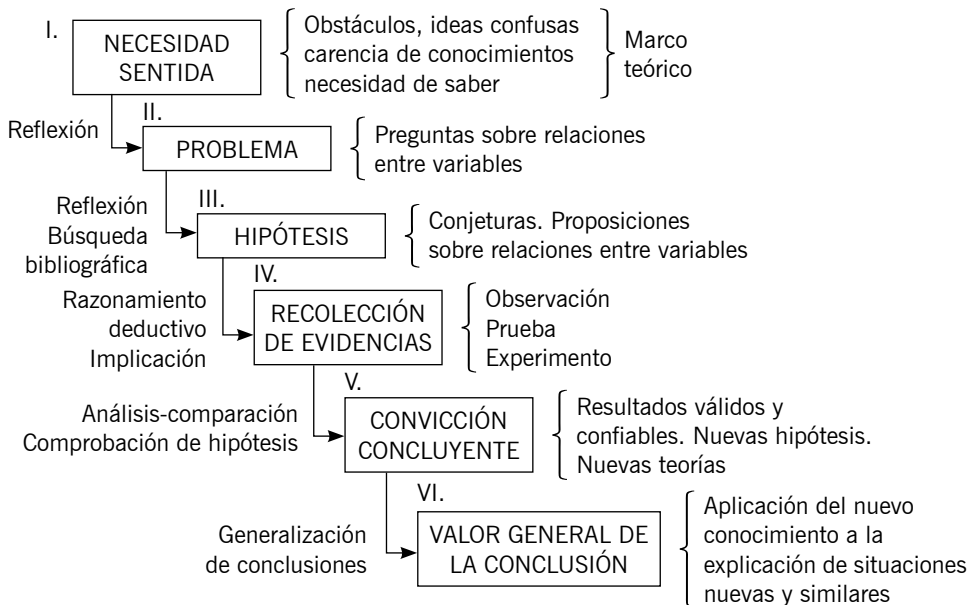 I.
NECESIDAD
SENTIDA
Obstáculos, ideas confusas
carencia de conocimientos
necesidad de saber
Marco
teórico
Reflexión
II.
PROBLEMA
Preguntas sobre relaciones
entre variables
Reflexión
Búsqueda
bibliográfica
III.
HIPÓTESIS
Conjeturas. Proposiciones
sobre relaciones entre variables
Razonamiento
deductivo
Implicación
IV.
RECOLECCIÓN
DE EVIDENCIAS
Observación
Prueba
Experimento
Análisis-comparación
Comprobación de hipótesis
V.
CONVICCIÓN
CONCLUYENTE
Resultados válidos y
confiables. Nuevas hipótesis.
Nuevas teorías
Generalización
de conclusiones
VI.
VALOR GENERAL DE
LA CONCLUSIÓN
Aplicación del nuevo
conocimiento a la
explicación de situaciones
nuevas y similares